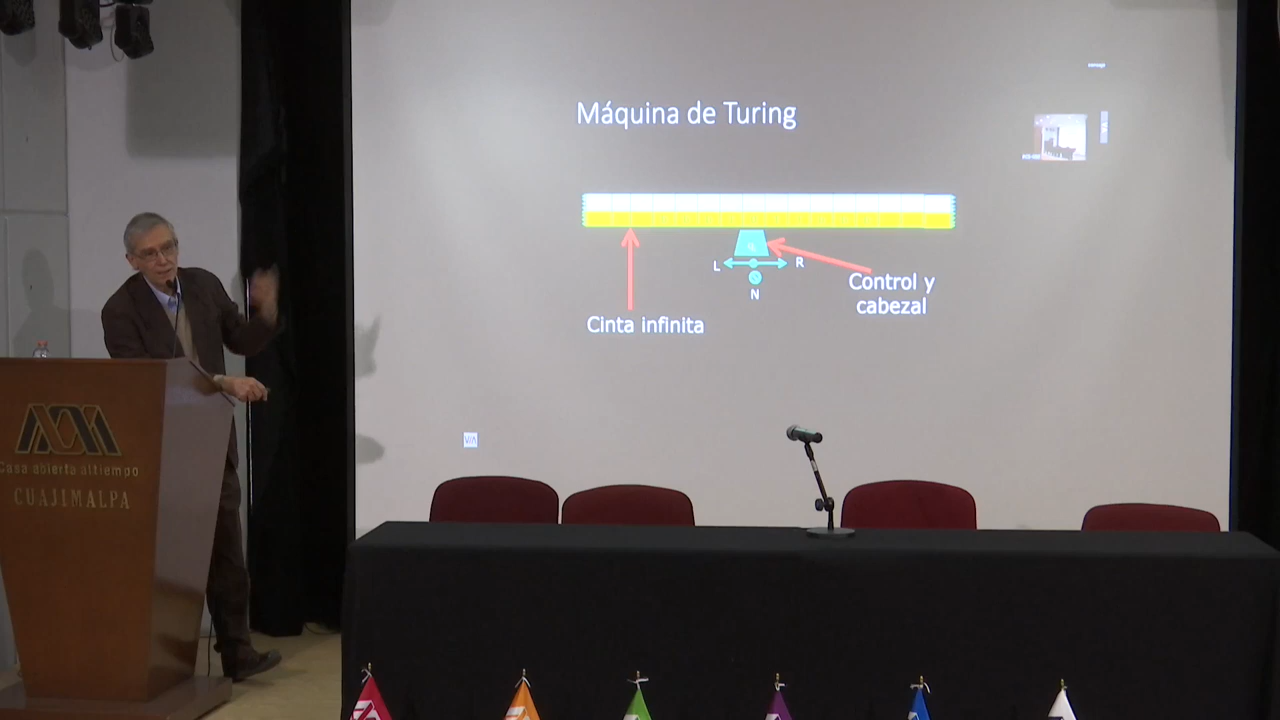 Máquina de Turing
L
R
N
Control y
cabezal
Cinta infinita
Casa abierta al tiempo
CUAJIMALPA